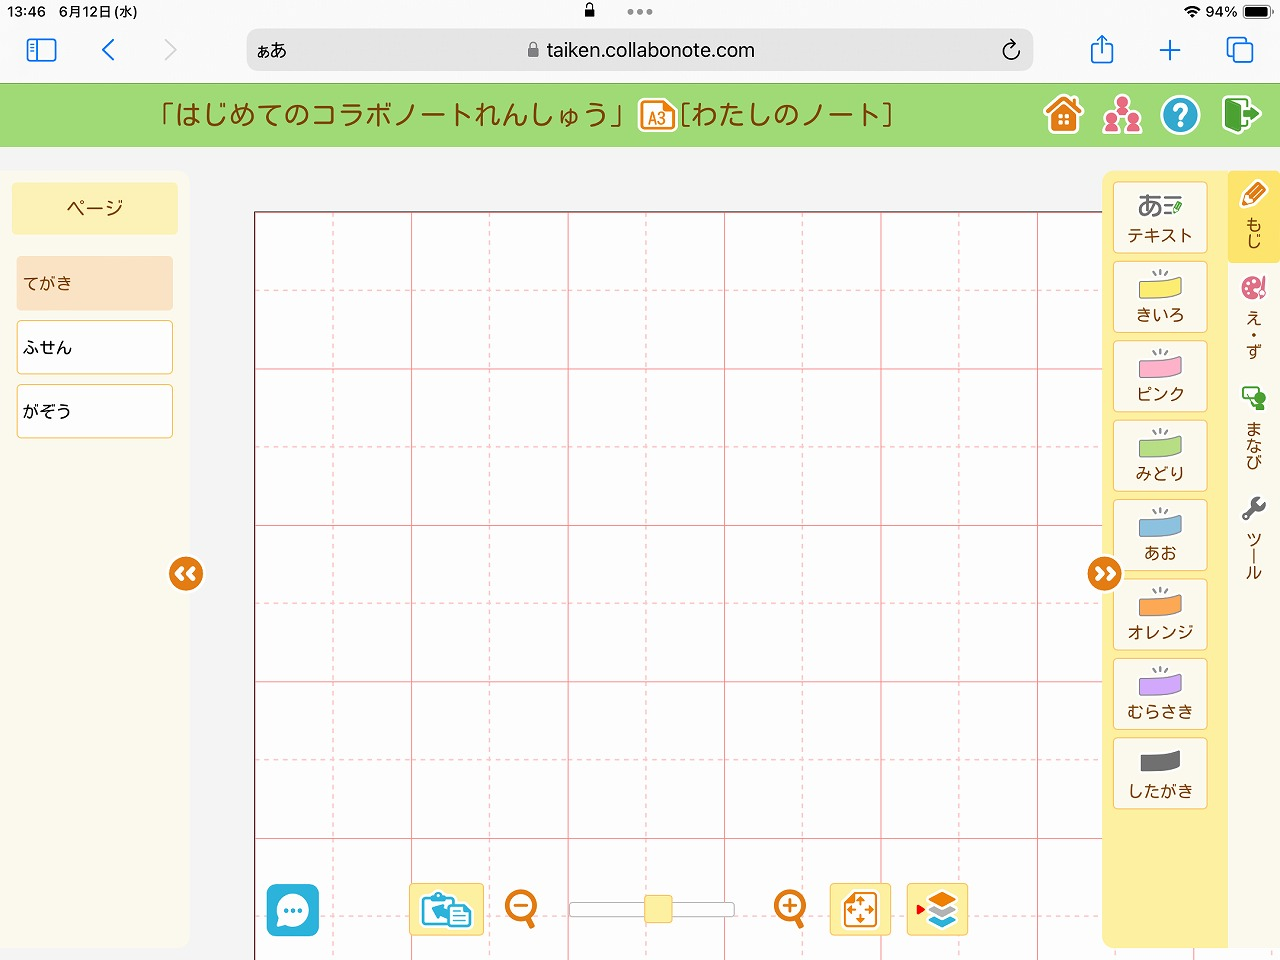 13:46 6月12日(水)
94%
ぁあ
taiken.collabonote.com
「はじめてのコラボノートれんしゅう」 A3 [わたしのノート]
?
ページ
てがき
ふせん
がぞう
あ
テキスト
きいろ
ピンク
みどり
あお
オレンジ
むらさき
したがき
もじ
え・ず
まなび
ツール